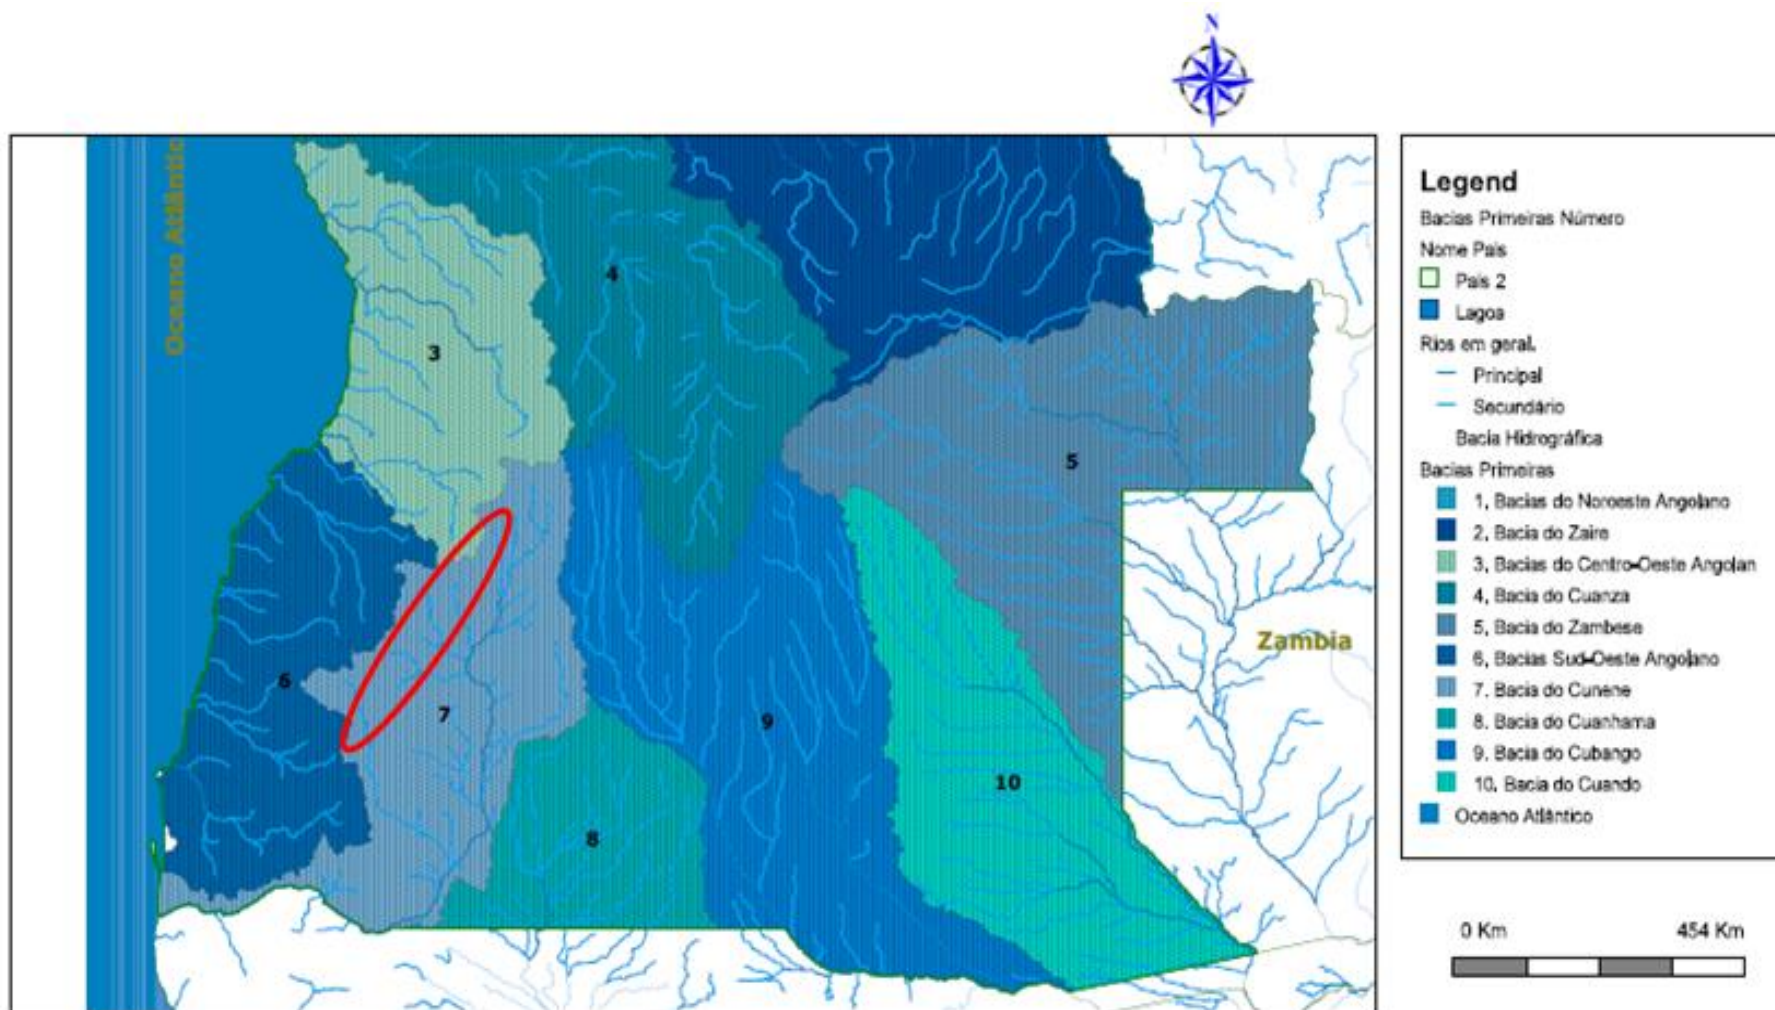 N
Oceano Atlântic
3
4
5
6
7
8
9
10
Zambia
Legend
Bacias Primeiras Número
Nome Pais
Pais 2
Lagoa
Rios em geral.
Principal
Secundário
Bacia Hidrográfica
Bacias Primeiras
1, Bacias do Noroeste Angolano
2, Bacia do Zaire
3, Bacias do Centro-Oeste Angolan
4, Bacia do Cuanza
5, Bacia do Zambese
6, Bacias Sud-Oeste Angolano
7. Bacia do Cunene
8, Bacia do Cuanhama
9, Bacia do Cubango
10. Bacia do Cuando
Oceano Atlântico
0 Km 454 Km